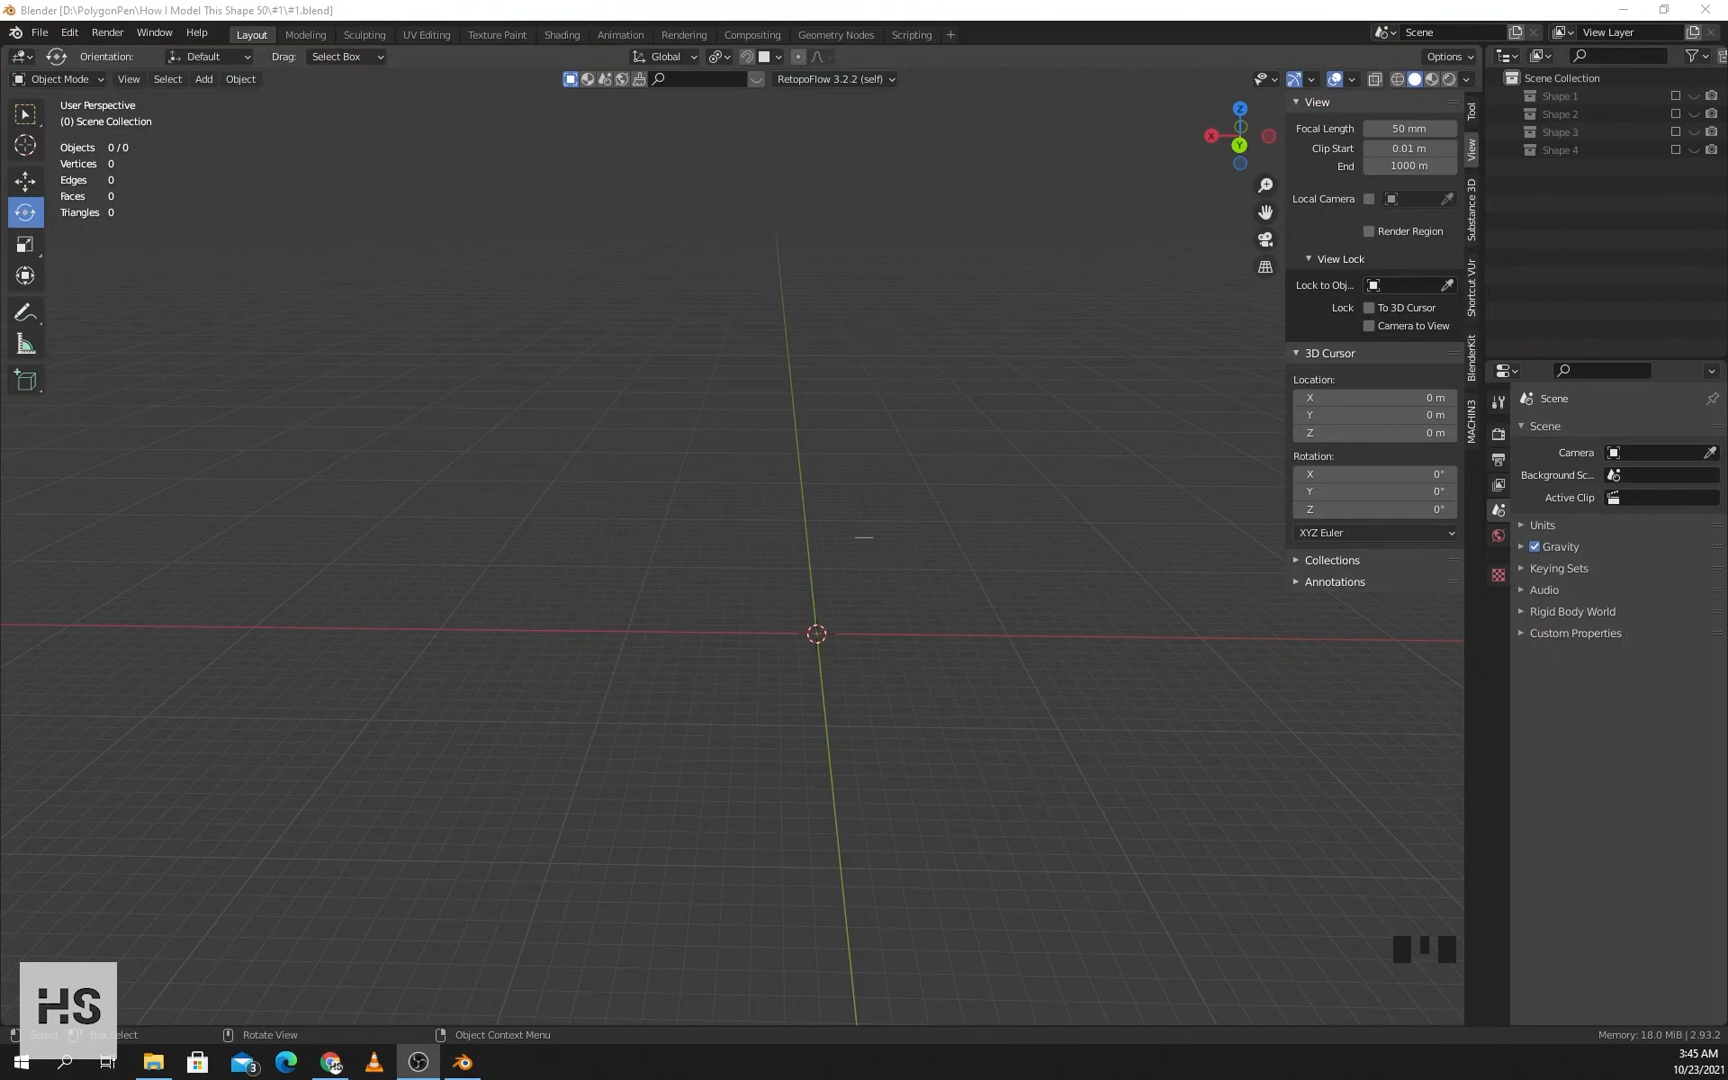 Blender [D:\PolygonPen\How I Model This Shape 50\#1\#1.blend]
File Edit Render Window Help Layout Modeling Sculpting UV Editing Texture Paint Shading Animation Rendering Compositing Geometry Nodes Scripting + Scene View Layer
Orientation: Default Drag: Select Box Global Options
Object Mode View Select Add Object RetopoFlow 3.2.2 (self)
User Perspective
(0) Scene Collection
Objects 0 / 0
Vertices 0
Edges 0
Faces 0
Triangles 0
Z
X
Y
View
Focal Length 50 mm
Clip Start 0.01 m
End 1000 m
Local Camera
Render Region
View Lock
Lock to Obj...
Lock To 3D Cursor
Camera to View
3D Cursor
Location:
X 0 m
Y 0 m
Z 0 m
Rotation:
X 0°
Y 0°
Z 0°
XYZ Euler
Collections
Annotations
Tool
View
Substance 3D
Shortcut VUr
BlenderKit
MACHIN3
Scene Collection
Shape 1
Shape 2
Shape 3
Shape 4
Scene
Scene
Camera
Background Sc...
Active Clip
Units
Gravity
Keying Sets
Audio
Rigid Body World
Custom Properties
HS
Select Box Select Rotate View Object Context Menu Memory: 18.0 MiB | 2.93.2
3
3:45 AM
10/23/2021